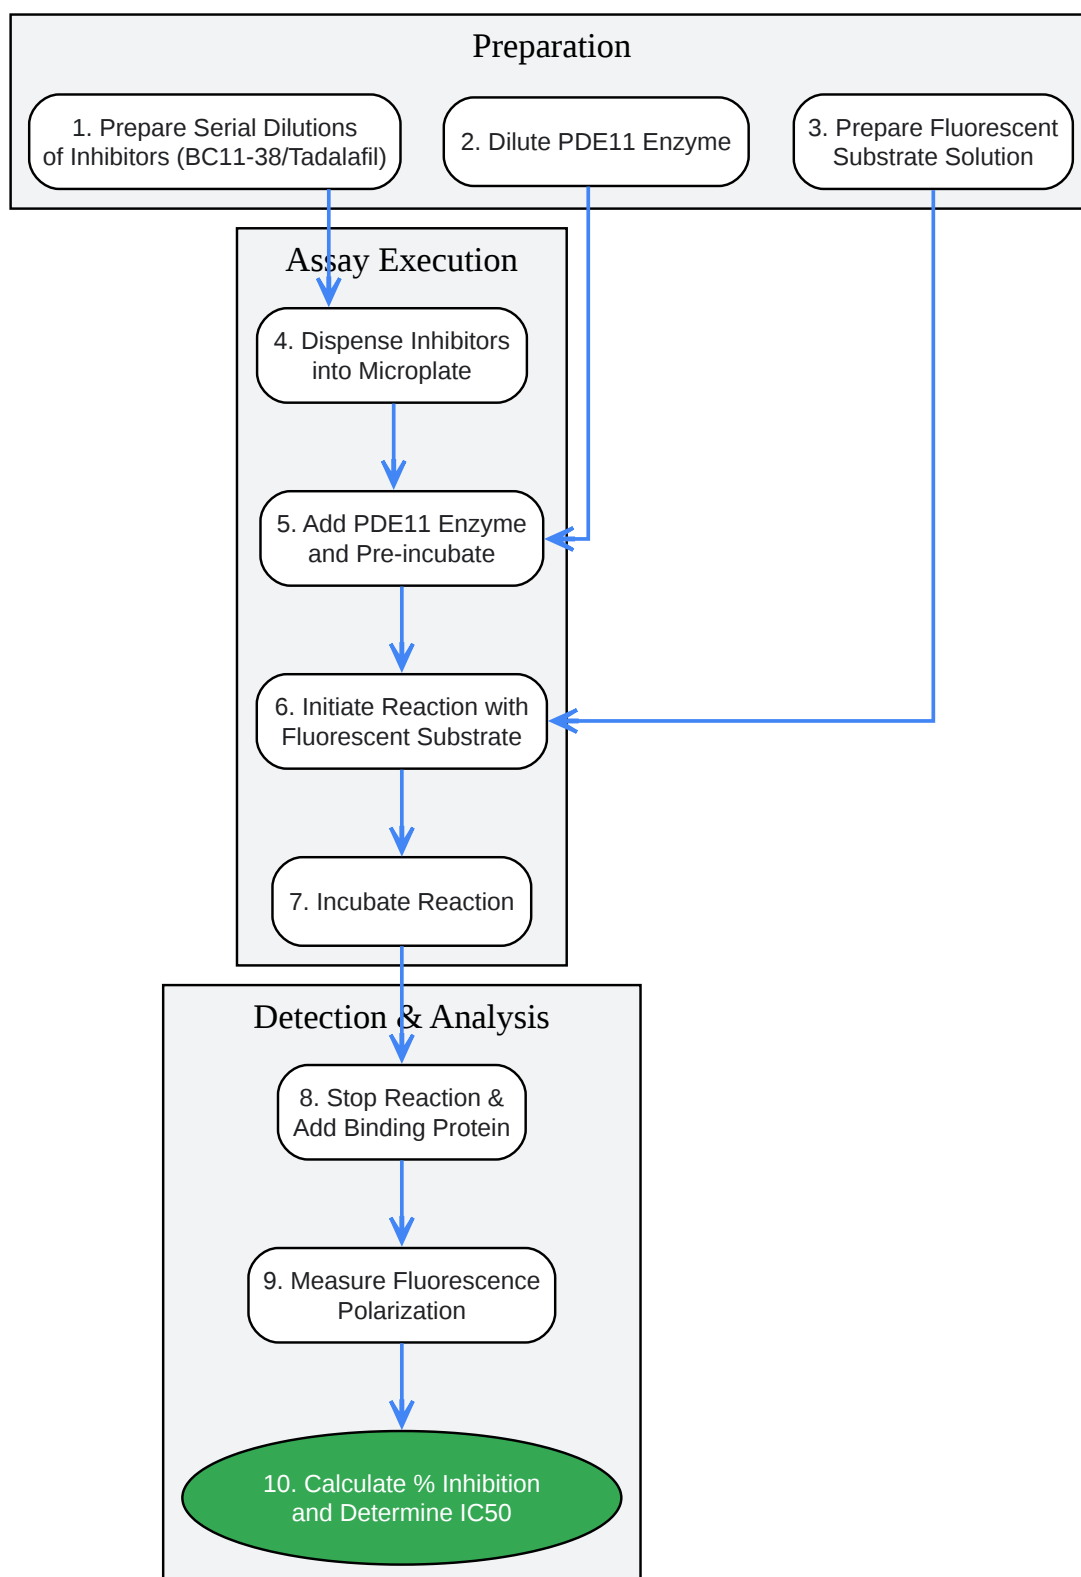 Preparation
1. Prepare Serial Dilutions
of Inhibitors (BC11-38/Tadalafil)
2. Dilute PDE11 Enzyme
3. Prepare Fluorescent
Substrate Solution
Assay Execution
4. Dispense Inhibitors
into Microplate
5. Add PDE11 Enzyme
and Pre-incubate
6. Initiate Reaction with
Fluorescent Substrate
7. Incubate Reaction
Detection & Analysis
8. Stop Reaction &
Add Binding Protein
9. Measure Fluorescence
Polarization
10. Calculate % Inhibition
and Determine IC50